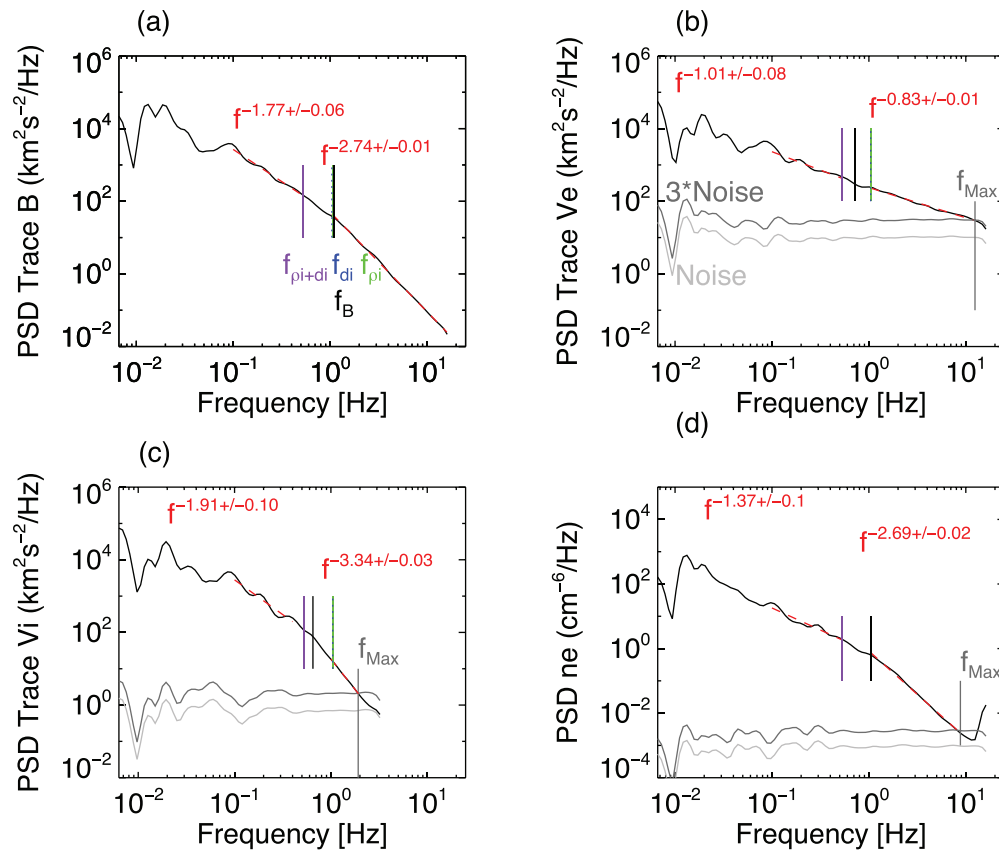 (a)
PSD Trace B (km²s⁻²/Hz)
10⁶
10⁴
10²
10⁰
10⁻²
f⁻¹·⁷⁷⁺/⁻⁰·⁰⁶
f⁻²·⁷⁴⁺/⁻⁰·⁰¹
fρi+di
fdi
fρi
fB
10⁻² 10⁻¹ 10⁰ 10¹
Frequency [Hz]
(b)
PSD Trace Ve (km²s⁻²/Hz)
10⁶
10⁴
10²
10⁰
10⁻²
f⁻¹·⁰¹⁺/⁻⁰·⁰⁸
f⁻⁰·⁸³⁺/⁻⁰·⁰¹
fMax
3*Noise
Noise
10⁻² 10⁻¹ 10⁰ 10¹
Frequency [Hz]
(c)
PSD Trace Vi (km²s⁻²/Hz)
10⁶
10⁴
10²
10⁰
10⁻²
f⁻¹·⁹¹⁺/⁻⁰·¹⁰
f⁻³·³⁴⁺/⁻⁰·⁰³
fMax
10⁻² 10⁻¹ 10⁰ 10¹
Frequency [Hz]
(d)
PSD ne (cm⁻⁶/Hz)
10⁴
10²
10⁰
10⁻²
10⁻⁴
f⁻¹·³⁷⁺/⁻⁰·¹
f⁻²·⁶⁹⁺/⁻⁰·⁰²
fMax
10⁻² 10⁻¹ 10⁰ 10¹
Frequency [Hz]